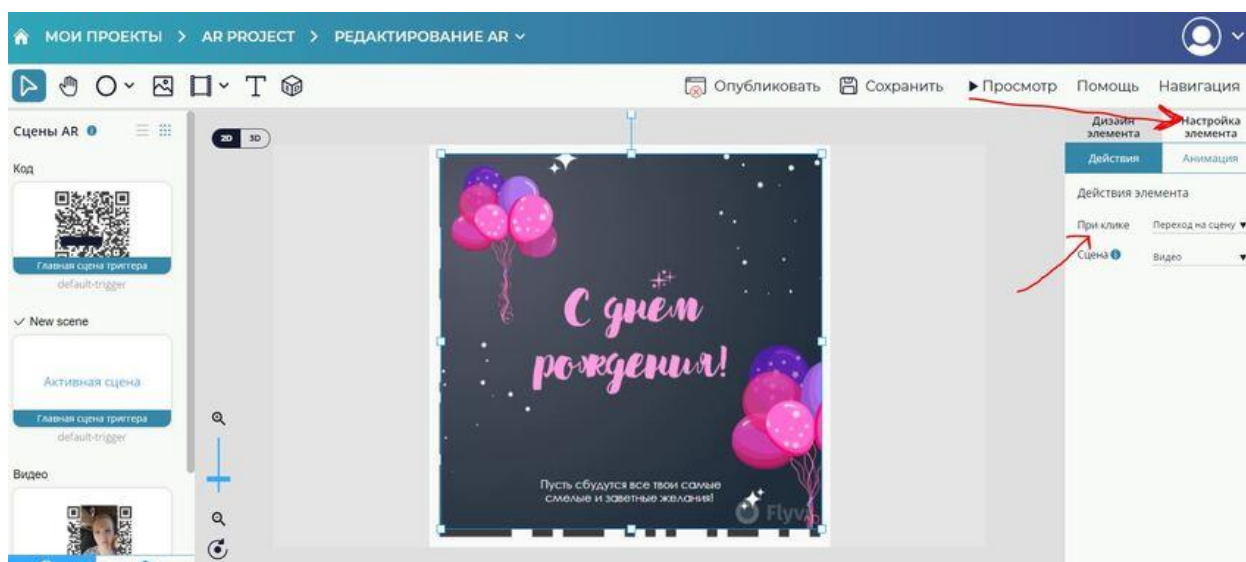 МОИ ПРОЕКТЫ > AR PROJECT > РЕДАКТИРОВАНИЕ AR
Опубликовать Сохранить Просмотр Помощь Навигация
Сцены AR
2D 3D
Код
Главная сцена триггера
default-trigger
New scene
Активная сцена
Главная сцена триггера
default-trigger
Видео
С днем
рождения!
Пусть сбудутся все твои самые
смелые и заветные желания!
Дизайн
элемента
Настройка
элемента
Действия Анимация
Действия элемента
При клике Переход на сцену
Сцена Видео